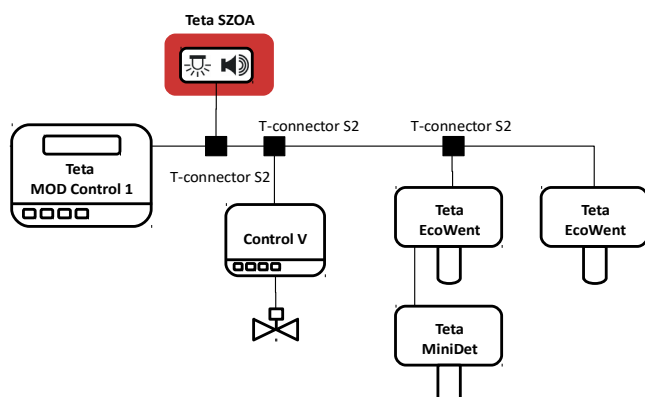 Teta SZOA
T-connector S2
T-connector S2
T-connector S2
Teta
MOD Control 1
Control V
Teta
EcoWent
Teta
EcoWent
Teta
MiniDet